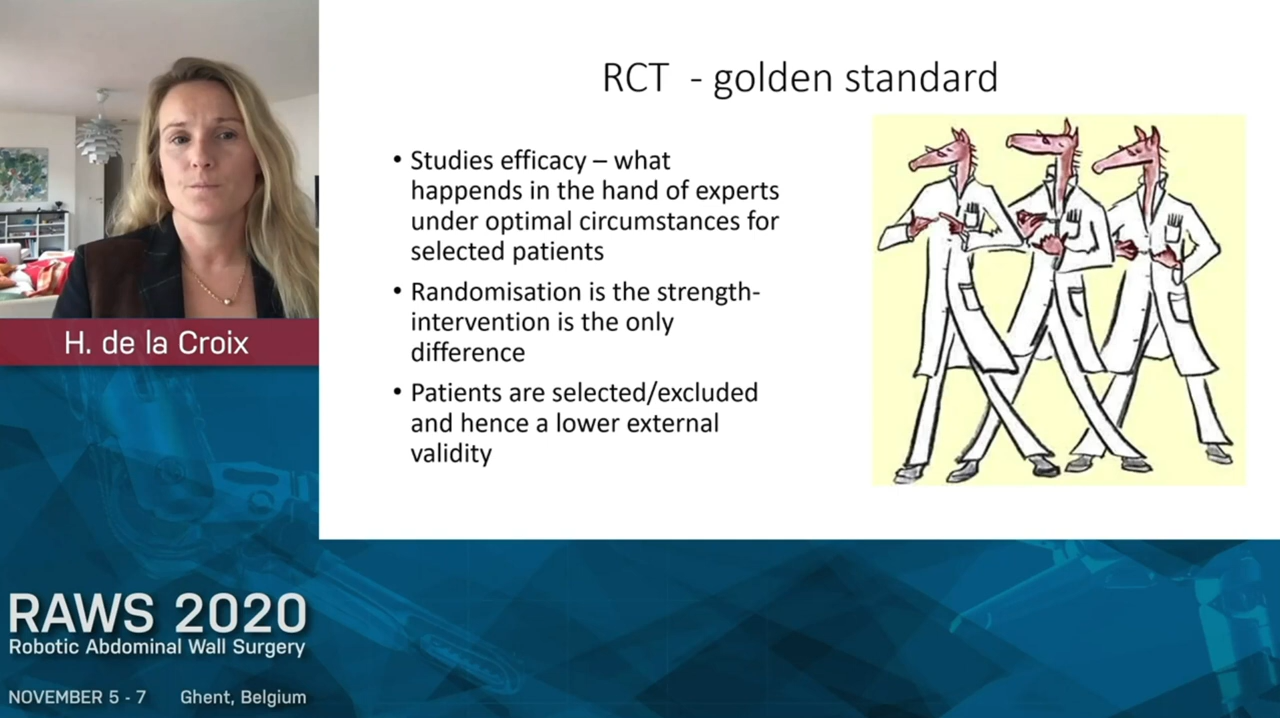 RCT - golden standard
• Studies efficacy – what
happends in the hand of experts
under optimal circumstances for
selected patients
• Randomisation is the strength-
intervention is the only
difference
• Patients are selected/excluded
and hence a lower external
validity
H. de la Croix
RAWS 2020
Robotic Abdominal Wall Surgery
NOVEMBER 5 - 7 Ghent, Belgium